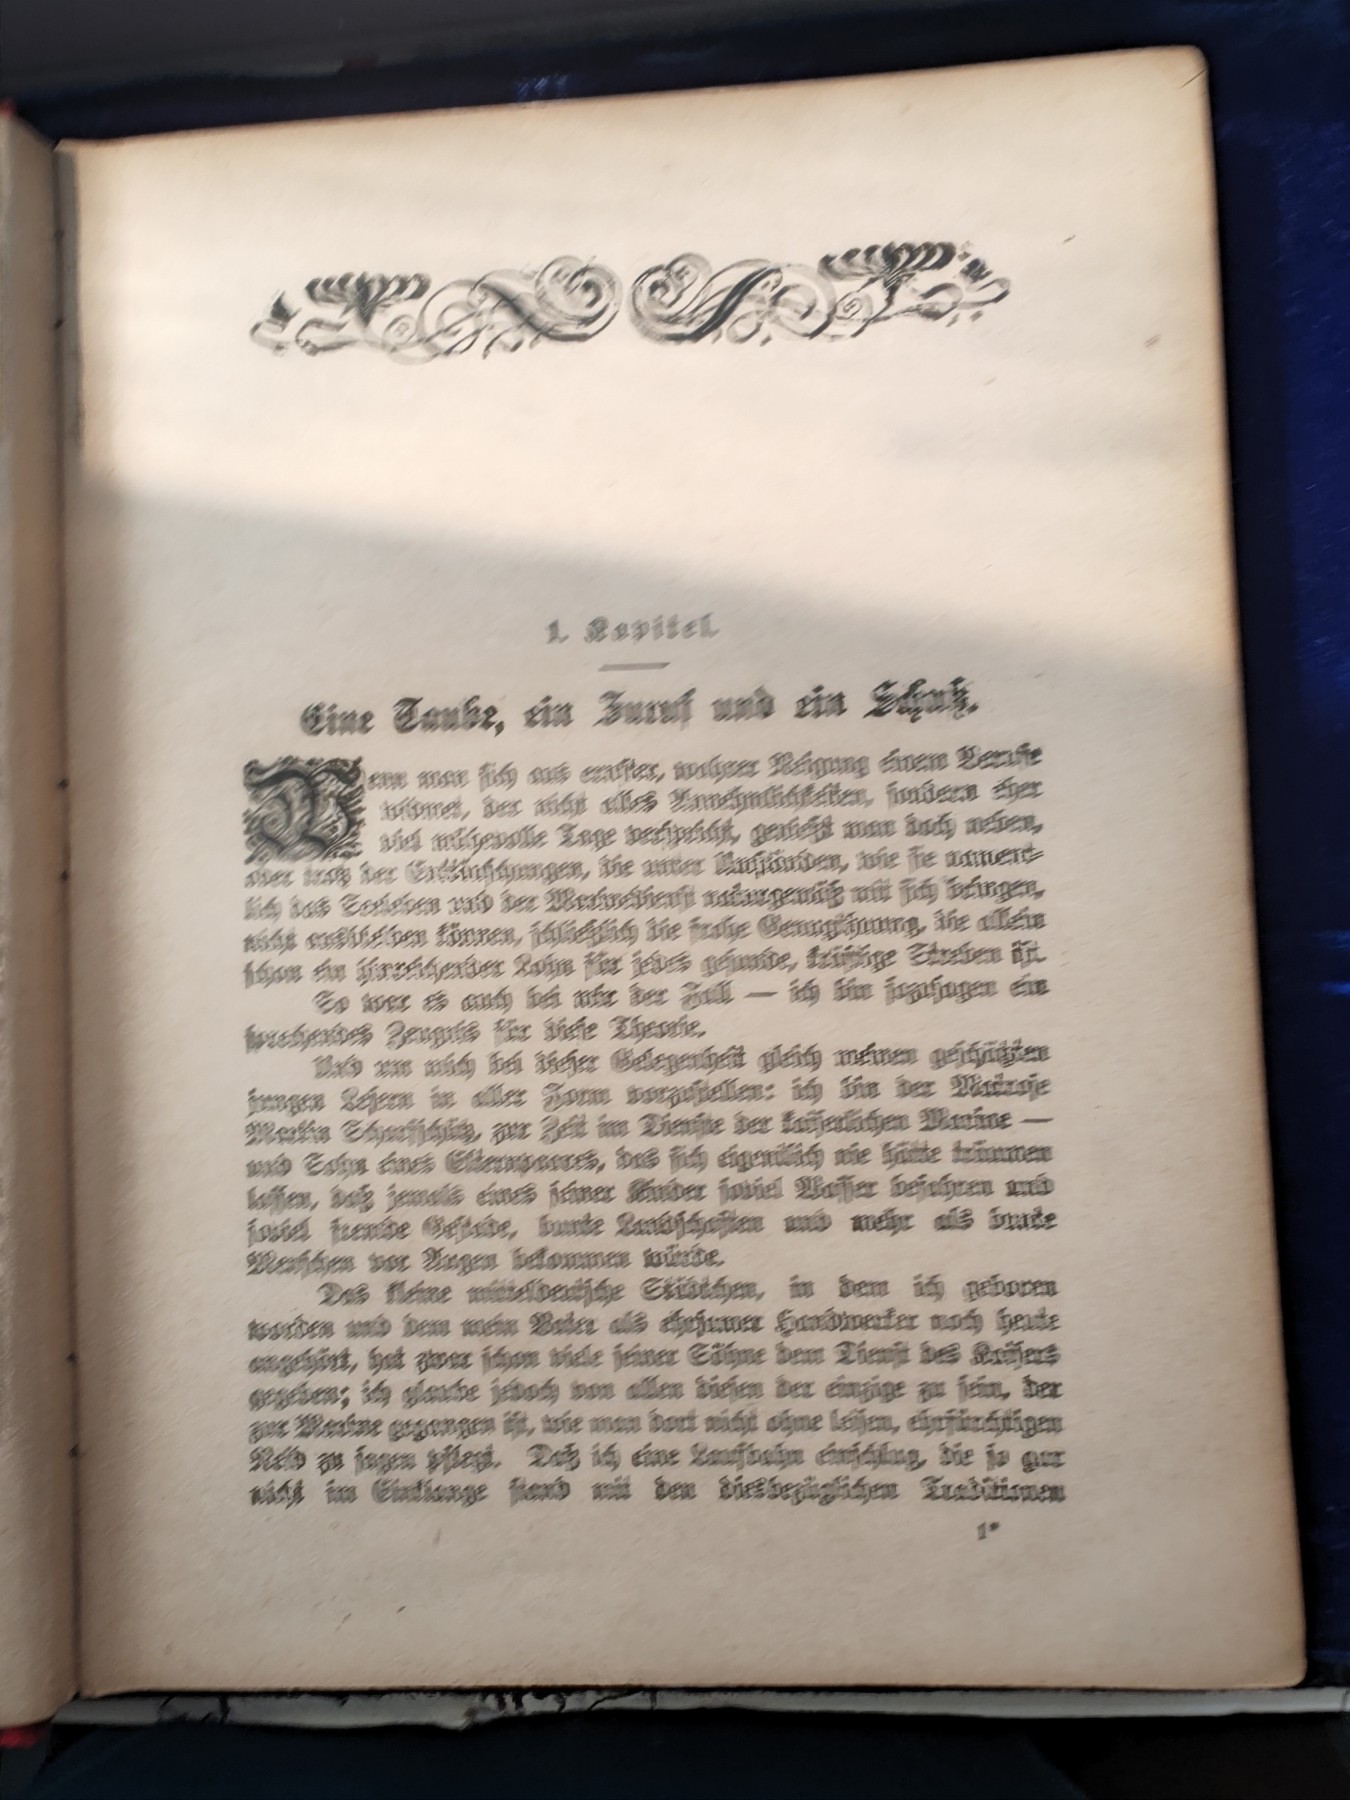 1. Kapitel.
Eine Taube, ein Zuruf und ein Schuß.
Wenn man sich aus ernster, wahrer Neigung einem Berufe
widmet, der nicht alles Annehmlichkeiten, sondern eher
viel mühevolle Tage verspricht, genießt man doch neben,
oder trotz der Enttäuschungen, die unter Umständen, wie sie nament-
lich das Seeleben und der Marinedienst naturgemäß mit sich bringen,
nicht ausbleiben können, schließlich die frohe Genugthuung, die allein
schon ein hinreichender Lohn für jedes gesunde, kräftige Streben ist.
So war es auch bei mir der Fall — ich bin sozusagen ein
sprechendes Zeugnis für diese Theorie.
Und um mich bei dieser Gelegenheit gleich meinen geschätzten
jungen Lesern in aller Form vorzustellen: ich bin der Matrose
Martin Scharfschütz, zur Zeit im Dienste der kaiserlichen Marine —
und Sohn eines Elternpaares, das sich eigentlich nie hätte träumen
lassen, daß jemals eines seiner Kinder soviel Wasser befahren und
soviel fremde Gestade, bunte Landschaften und mehr als bunte
Menschen vor Augen bekommen würde.
Das kleine mitteldeutsche Städtchen, in dem ich geboren
worden und dem mein Vater als ehrsamer Handwerker noch heute
angehört, hat zwar schon viele seiner Söhne dem Dienst des Kaisers
gegeben; ich glaube jedoch von allen diesen der einzige zu sein, der
zur Marine gegangen ist, wie man dort nicht ohne leisen, ehrfürchtigen
Neid zu sagen pflegt. Daß ich eine Laufbahn einschlug, die so gar
nicht im Einklange stand mit den diesbezüglichen Traditionen
1*